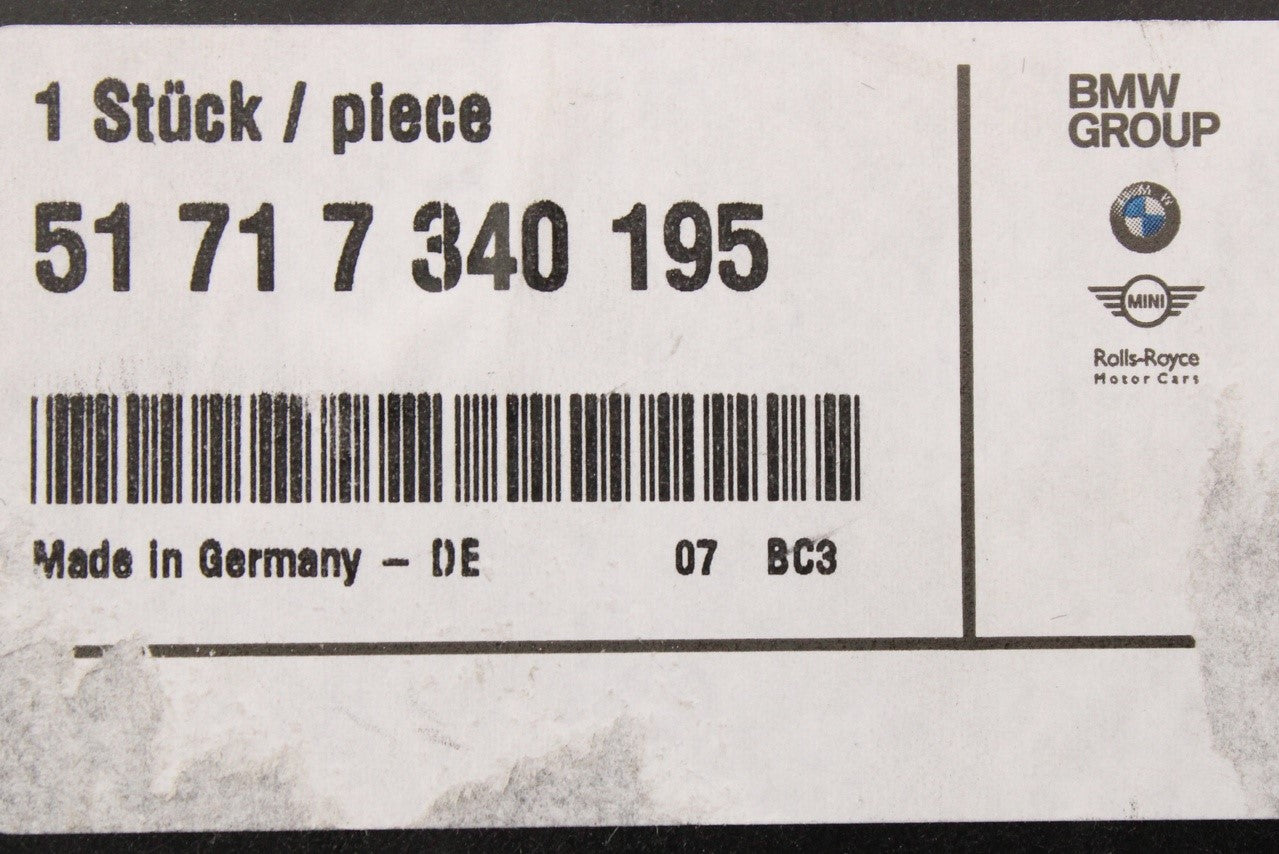 1 Stück / piece
51 71 7 340 195
Made in Germany – DE 07 BC3
BMW
GROUP
BMW
MINI
Rolls-Royce
Motor Cars